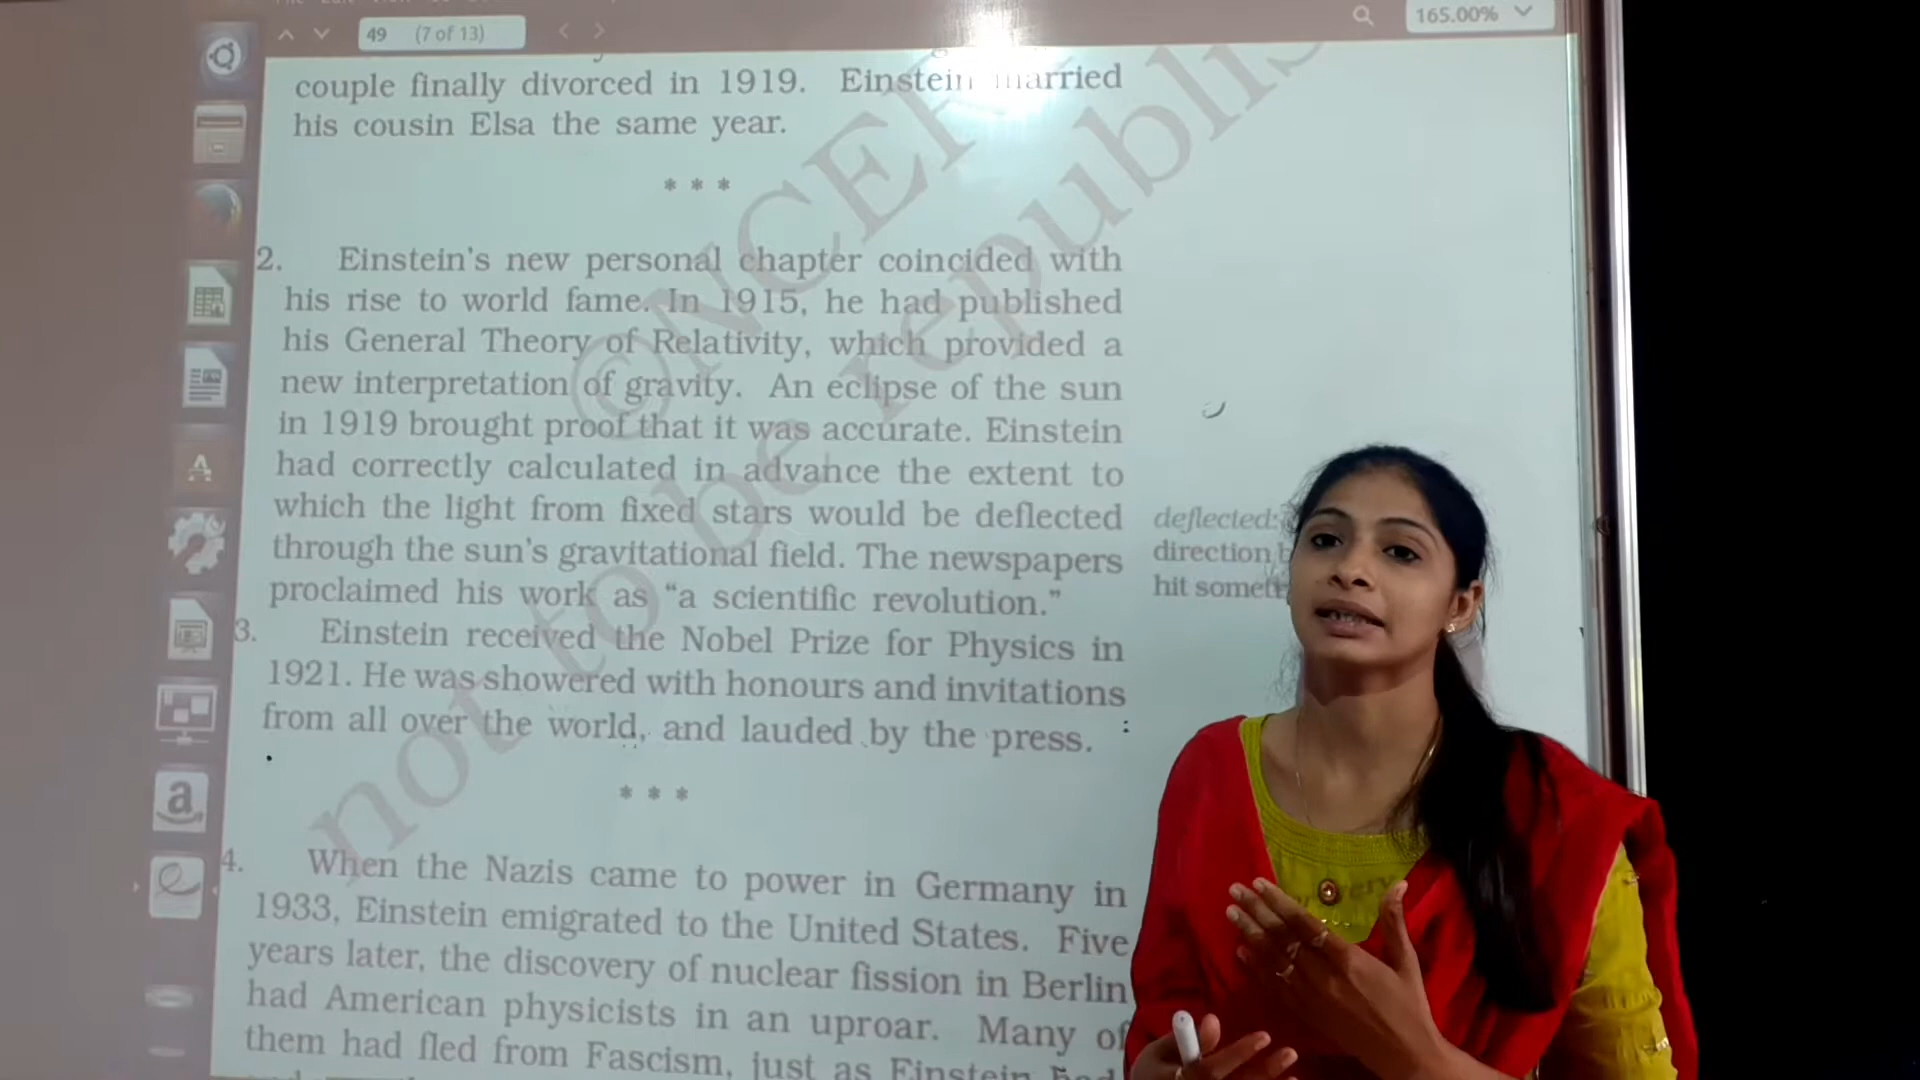 49 (7 of 13)
165.00%
couple finally divorced in 1919. Einstein married
his cousin Elsa the same year.
* * *
2. Einstein's new personal chapter coincided with
his rise to world fame. In 1915, he had published
his General Theory of Relativity, which provided a
new interpretation of gravity. An eclipse of the sun
in 1919 brought proof that it was accurate. Einstein
had correctly calculated in advance the extent to
which the light from fixed stars would be deflected
through the sun's gravitational field. The newspapers
proclaimed his work as “a scientific revolution.”
deflected:
direction
hit
3. Einstein received the Nobel Prize for Physics in
1921. He was showered with honours and invitations
from all over the world, and lauded by the press.
* * *
4. When the Nazis came to power in Germany in
1933, Einstein emigrated to the United States. Five
years later, the discovery of nuclear fission in Berlin
had American physicists in an uproar. Many of
them had fled from Fascism, just as Einstein had
©NCER
not to be republis